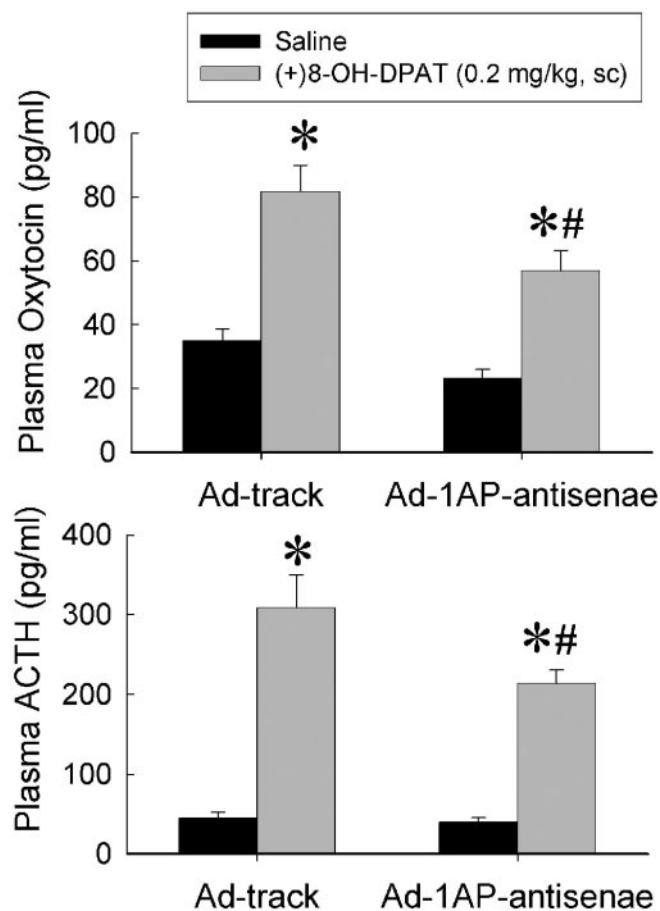 Saline
(+)8-OH-DPAT (0.2 mg/kg, sc)
Plasma Oxytocin (pg/ml)
100
80
60
40
20
0
*
*#
Ad-track Ad-1AP-antisenae
Plasma ACTH (pg/ml)
400
300
200
100
0
*
*#
Ad-track Ad-1AP-antisenae